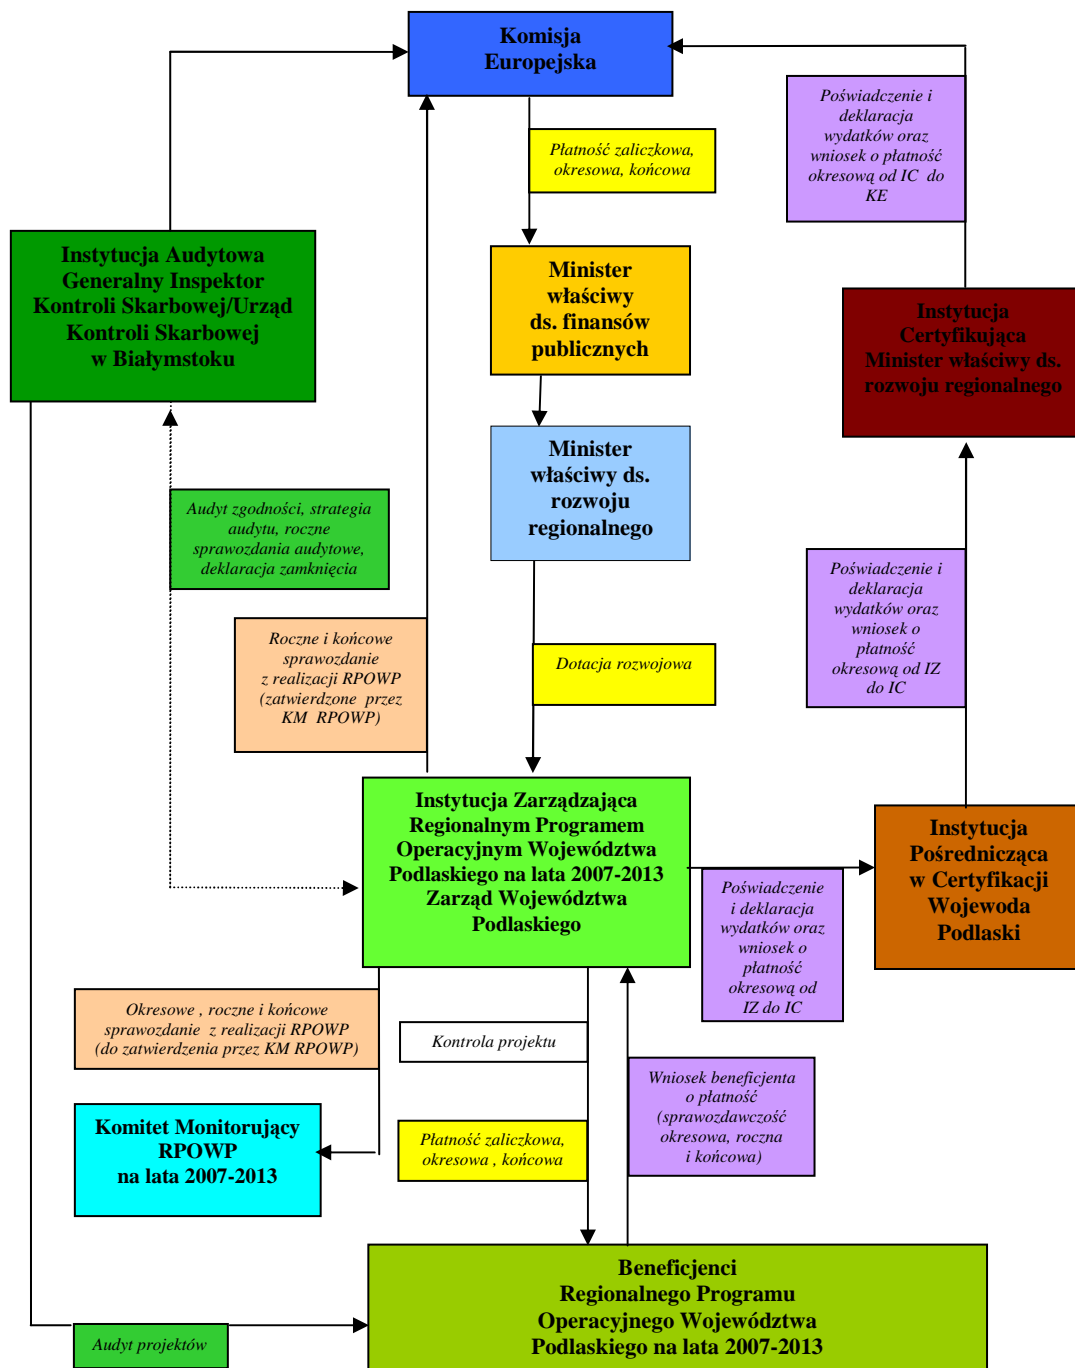 Komisja
Europejska
Poświadczenie i
deklaracja
wydatków oraz
wniosek o płatność
okresową od IC do
KE
Płatność zaliczkowa,
okresowa, końcowa
Instytucja Audytowa
Generalny Inspektor
Kontroli Skarbowej/Urząd
Kontroli Skarbowej
w Białymstoku
Minister
właściwy
ds. finansów
publicznych
Instytucja
Certyfikująca
Minister właściwy ds.
rozwoju regionalnego
Minister
właściwy ds.
rozwoju
regionalnego
Audyt zgodności, strategia
audytu, roczne
sprawozdania audytowe,
deklaracja zamknięcia
Poświadczenie i
deklaracja
wydatków oraz
wniosek o
płatność
okresową od IZ
do IC
Roczne i końcowe
sprawozdanie
z realizacji RPOWP
(zatwierdzone przez
KM RPOWP)
Dotacja rozwojowa
Instytucja Zarządzająca
Regionalnym Programem
Operacyjnym Województwa
Podlaskiego na lata 2007-2013
Zarząd Województwa
Podlaskiego
Instytucja
Pośrednicząca
w Certyfikacji
Wojewoda
Podlaski
Poświadczenie
i deklaracja
wydatków oraz
wniosek o
płatność
okresową od
IZ do IC
Okresowe , roczne i końcowe
sprawozdanie z realizacji RPOWP
(do zatwierdzenia przez KM RPOWP)
Kontrola projektu
Wniosek beneficjenta
o płatność
(sprawozdawczość
okresowa, roczna
i końcowa)
Komitet Monitorujący
RPOWP
na lata 2007-2013
Płatność zaliczkowa,
okresowa , końcowa
Beneficjenci
Regionalnego Programu
Operacyjnego Województwa
Podlaskiego na lata 2007-2013
Audyt projektów